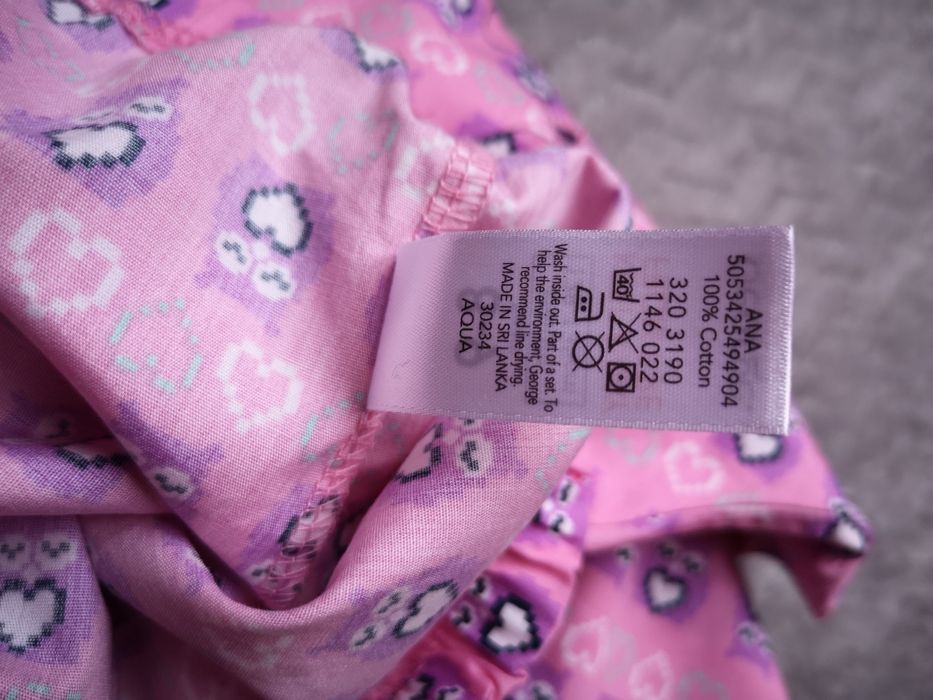 ANA
5053425494904
100% Cotton
320 3190
1146 022
40
Wash inside out. Part of a set. To
help the environment, George
recommend line drying.
MADE IN SRI LANKA
30234
AQUA